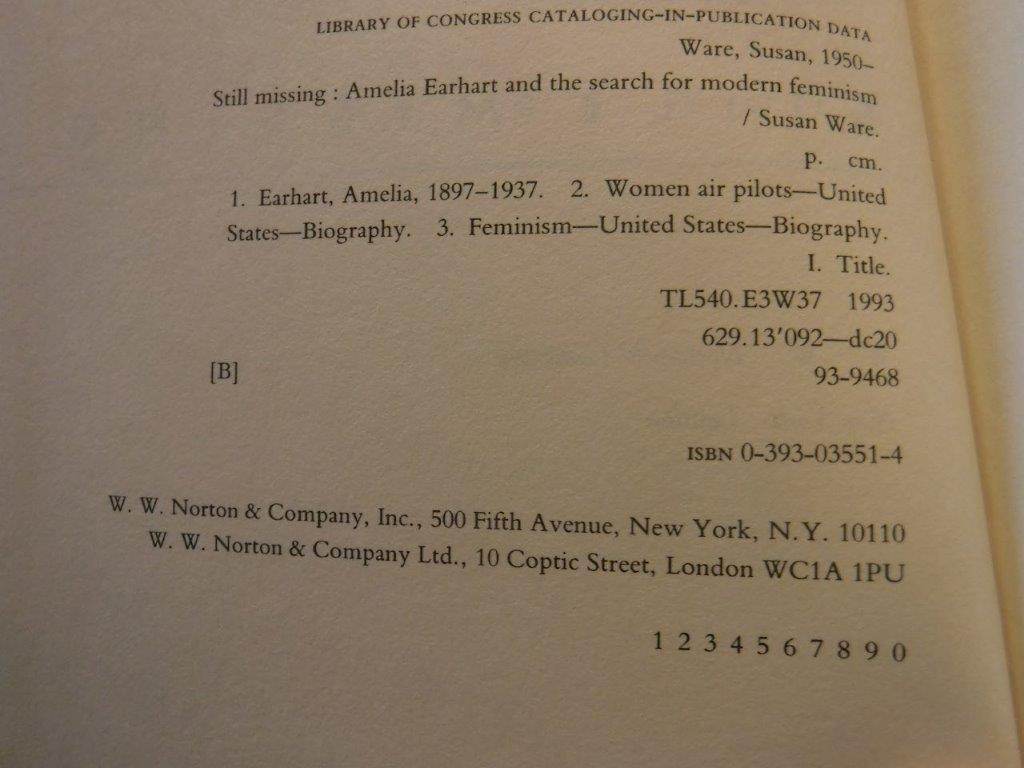 LIBRARY OF CONGRESS CATALOGING-IN-PUBLICATION DATA
Ware, Susan, 1950–
Still missing : Amelia Earhart and the search for modern feminism
/ Susan Ware.
p. cm.
1. Earhart, Amelia, 1897–1937. 2. Women air pilots—United
States—Biography. 3. Feminism—United States—Biography.
I. Title.
TL540.E3W37 1993
629.13'092—dc20
[B] 93-9468
ISBN 0-393-03551-4
W. W. Norton & Company, Inc., 500 Fifth Avenue, New York, N.Y. 10110
W. W. Norton & Company Ltd., 10 Coptic Street, London WC1A 1PU
1 2 3 4 5 6 7 8 9 0